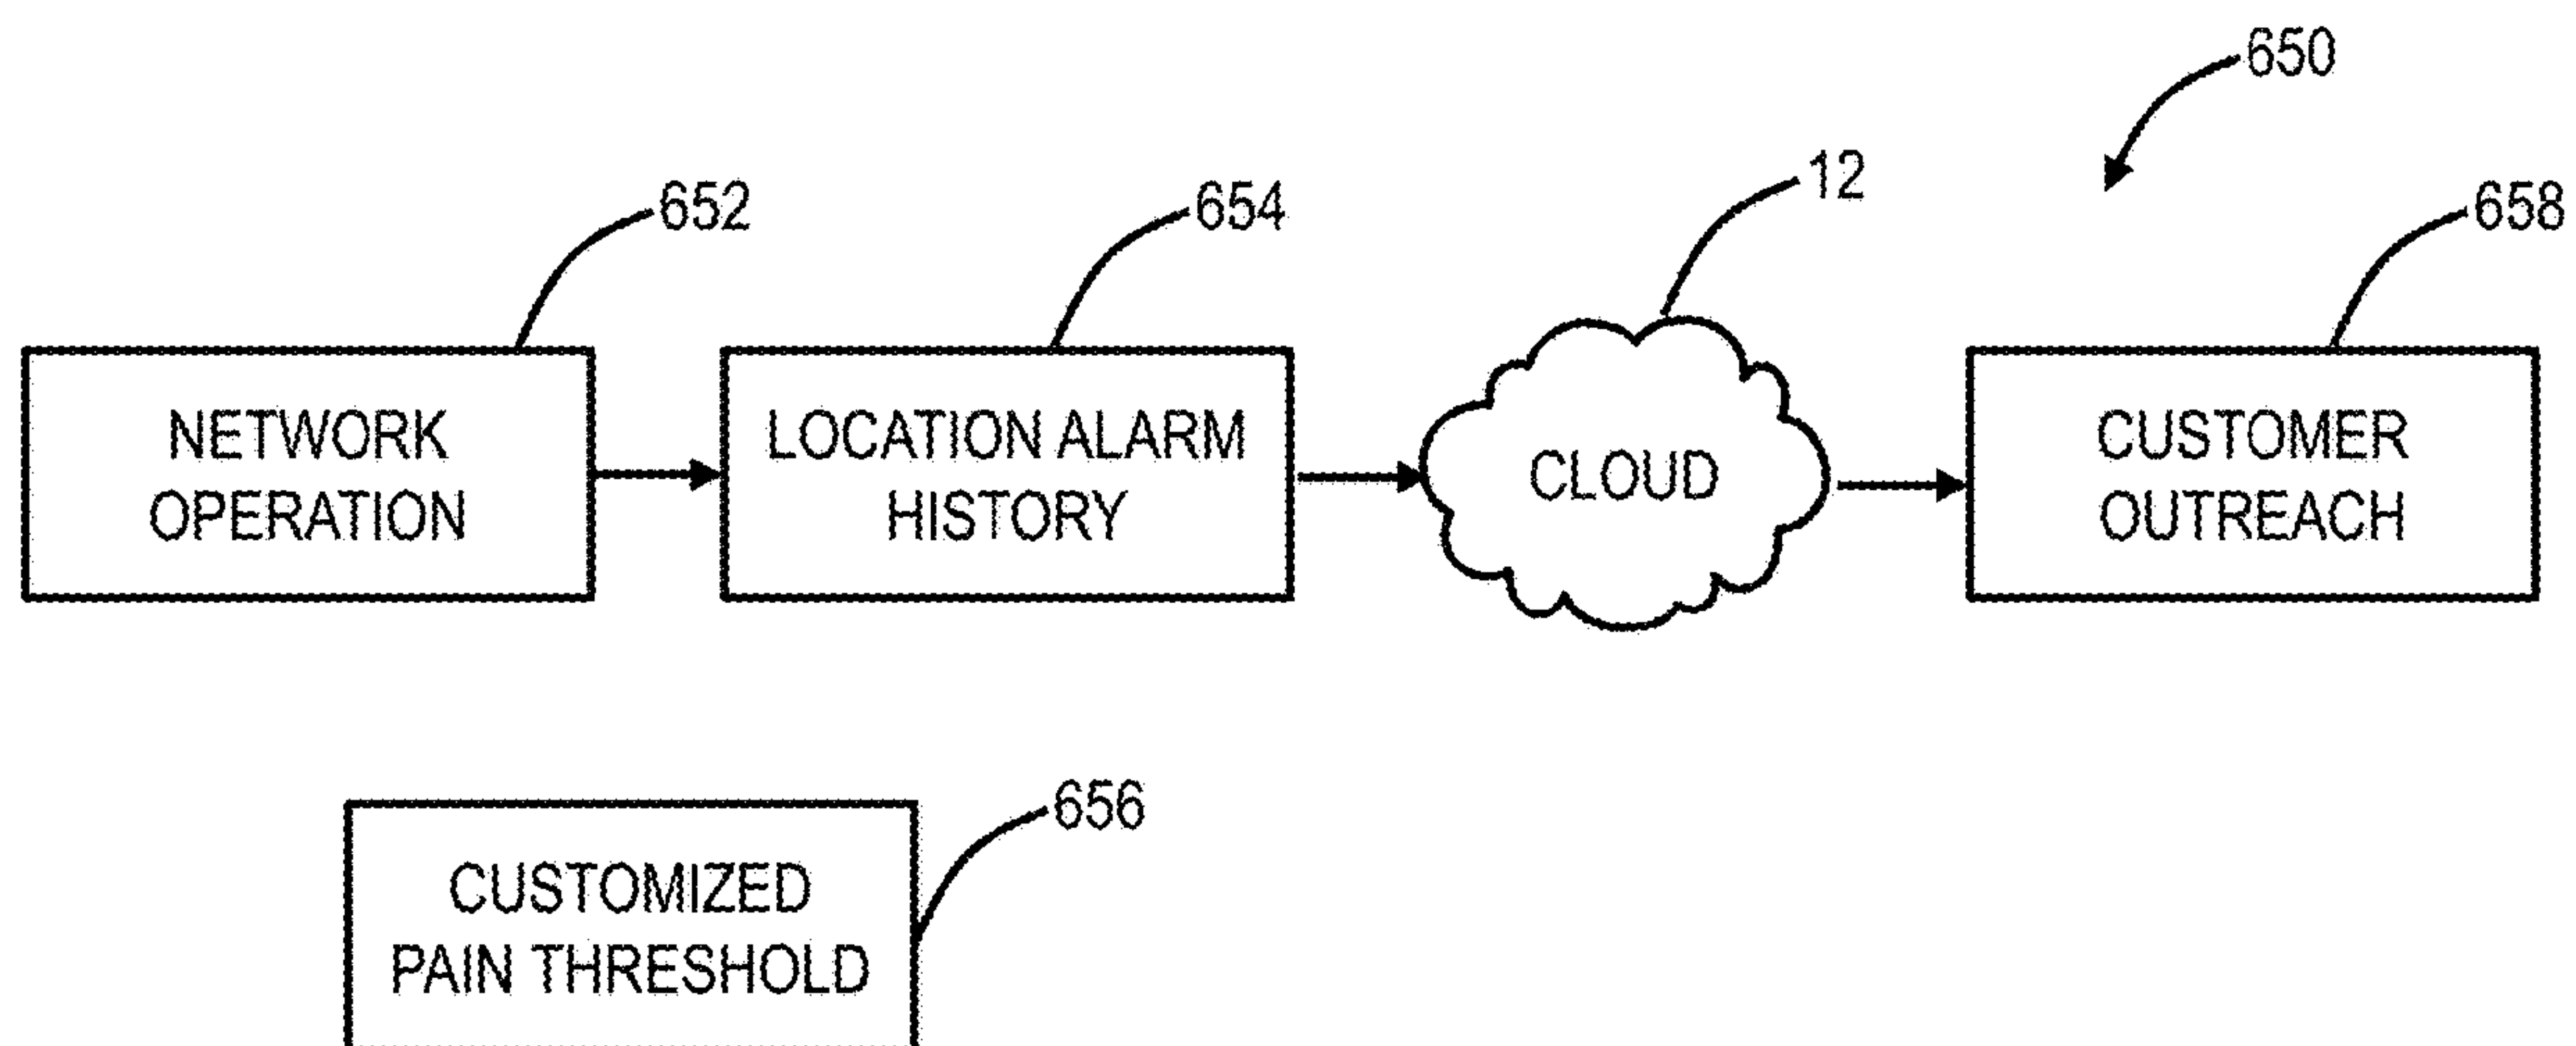 650
12
652
654
658
NETWORK
OPERATION
LOCATION ALARM
HISTORY
CLOUD
CUSTOMER
OUTREACH
656
CUSTOMIZED
PAIN THRESHOLD